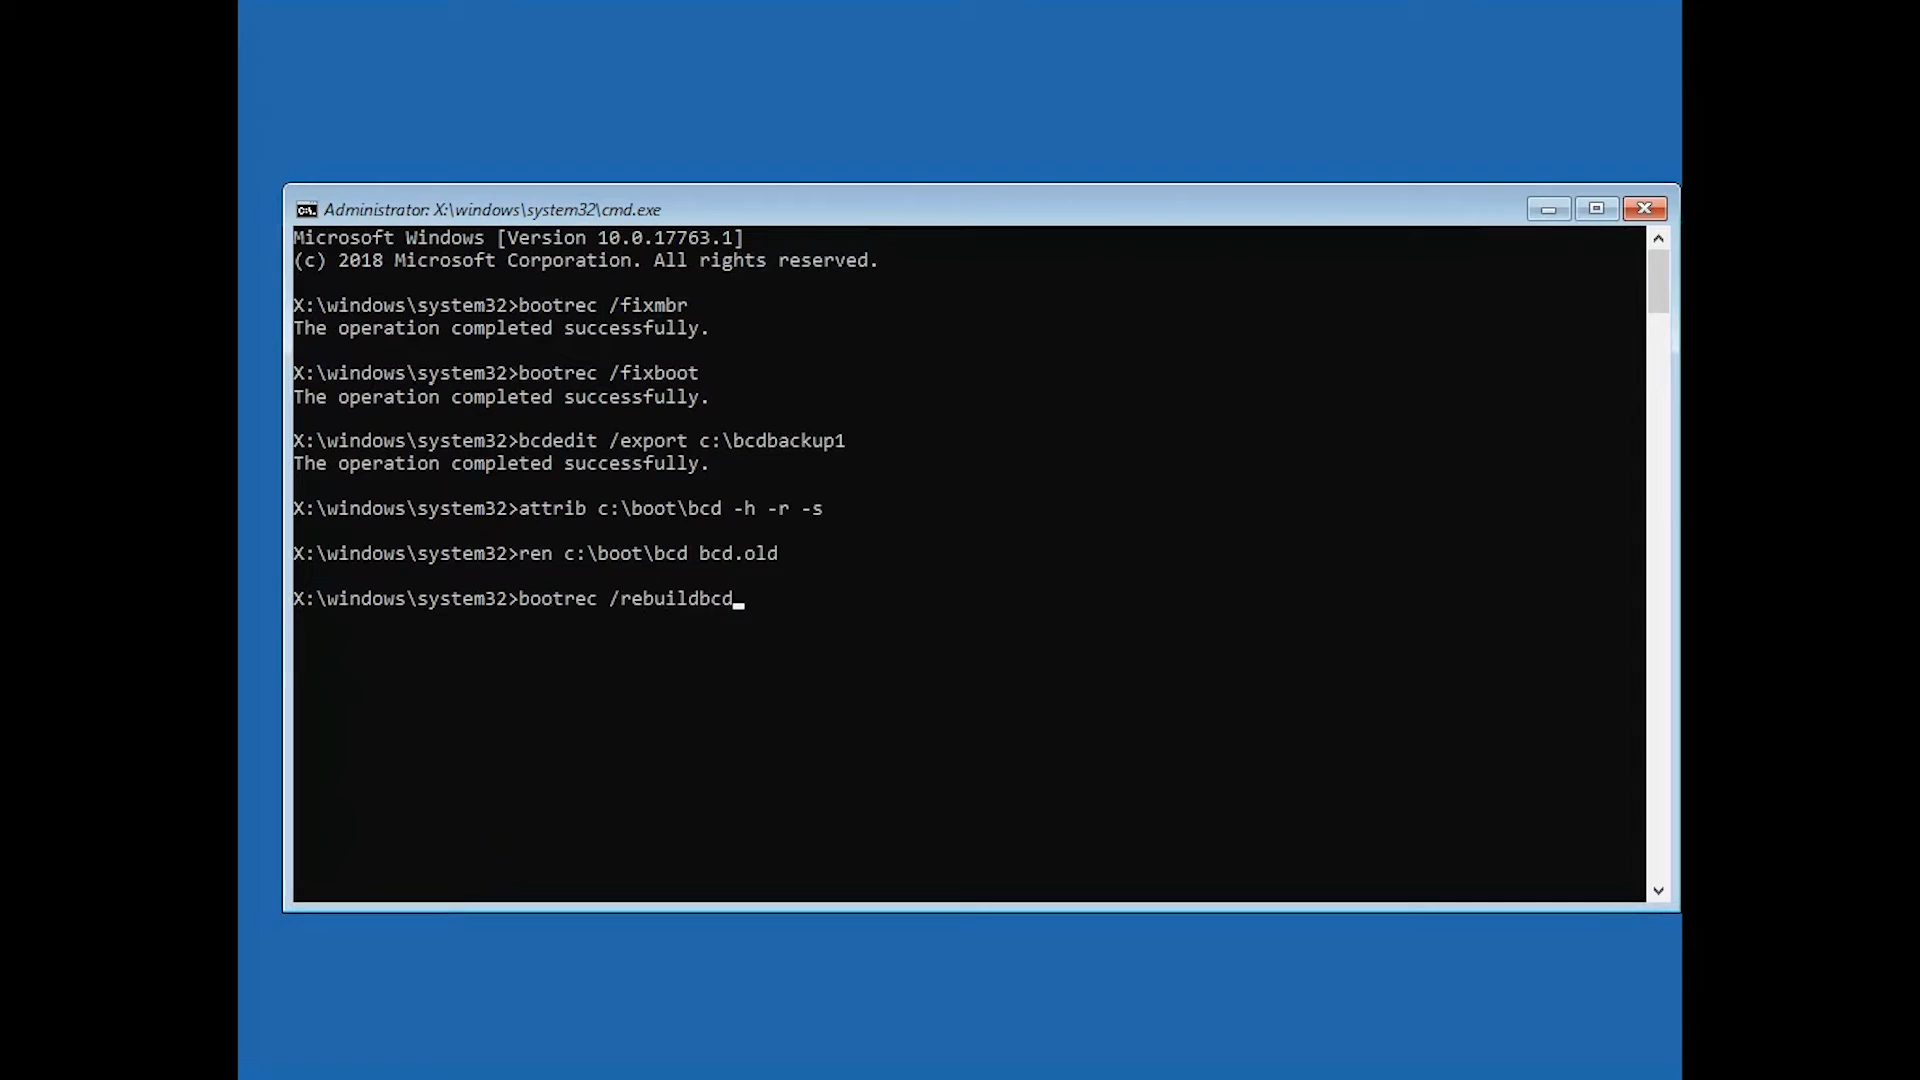 Administrator: X:\windows\system32\cmd.exe
Microsoft Windows [Version 10.0.17763.1]
(c) 2018 Microsoft Corporation. All rights reserved.
X:\windows\system32>bootrec /fixmbr
The operation completed successfully.
X:\windows\system32>bootrec /fixboot
The operation completed successfully.
X:\windows\system32>bcdedit /export c:\bcdbackup1
The operation completed successfully.
X:\windows\system32>attrib c:\boot\bcd -h -r -s
X:\windows\system32>ren c:\boot\bcd bcd.old
X:\windows\system32>bootrec /rebuildbcd